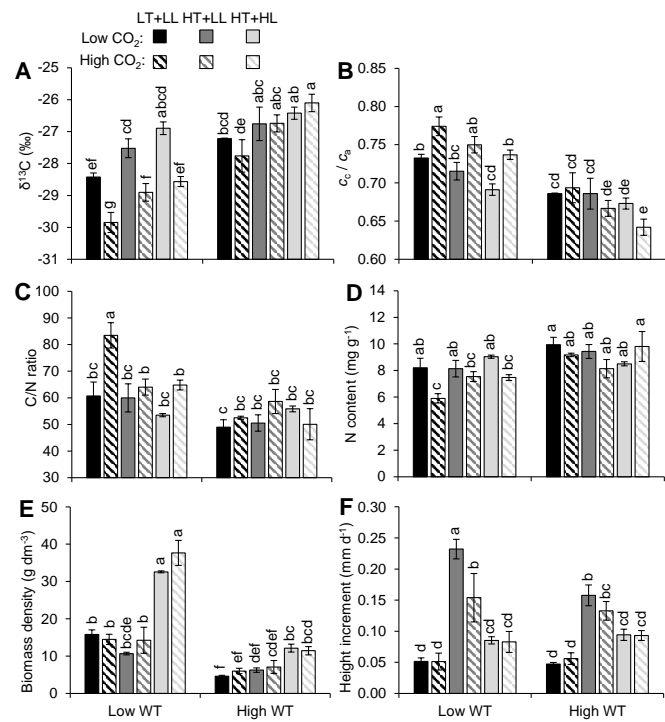 LT+LL HT+LL HT+HL
Low CO₂:
High CO₂:
A
δ¹³C (‰)
-25
-26
-27
-28
-29
-30
-31
ef g cd f abcd ef bcd de abc abc ab a
B
c_c / c_a
0.85
0.80
0.75
0.70
0.65
0.60
b a bc ab cd b cd cd cd de de e
C
C/N ratio
100
90
80
70
60
50
40
30
bc a bc bc bc b c bc bc bc bc bc
D
N content (mg g⁻¹)
14
12
10
8
6
4
2
0
ab c ab bc ab bc a ab ab ab ab a
E
Biomass density (g dm⁻³)
50
40
30
20
10
0
b b bcde b a a f ef def cdef bc bcd
Low WT High WT
F
Height increment (mm d⁻¹)
0.30
0.25
0.20
0.15
0.10
0.05
0.00
d d a b cd cd d d b bc cd cd
Low WT High WT